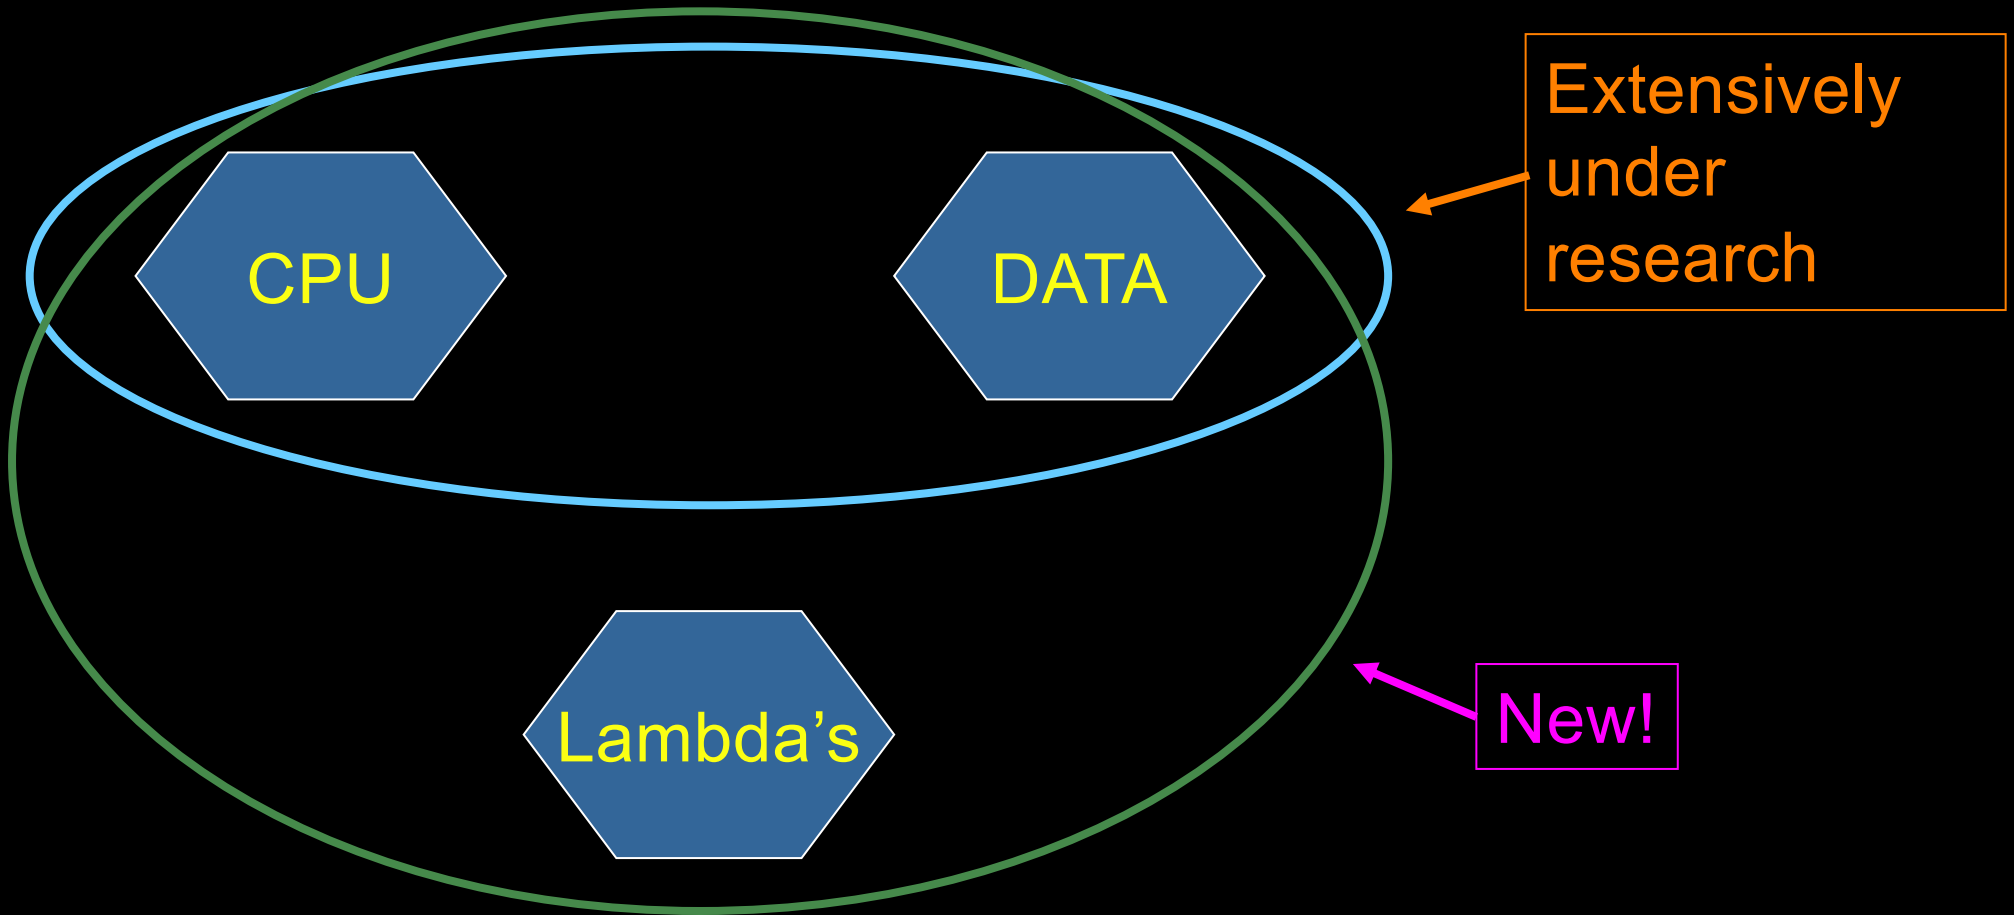 CPU
DATA
Extensively
under
research
Lambda’s
New!